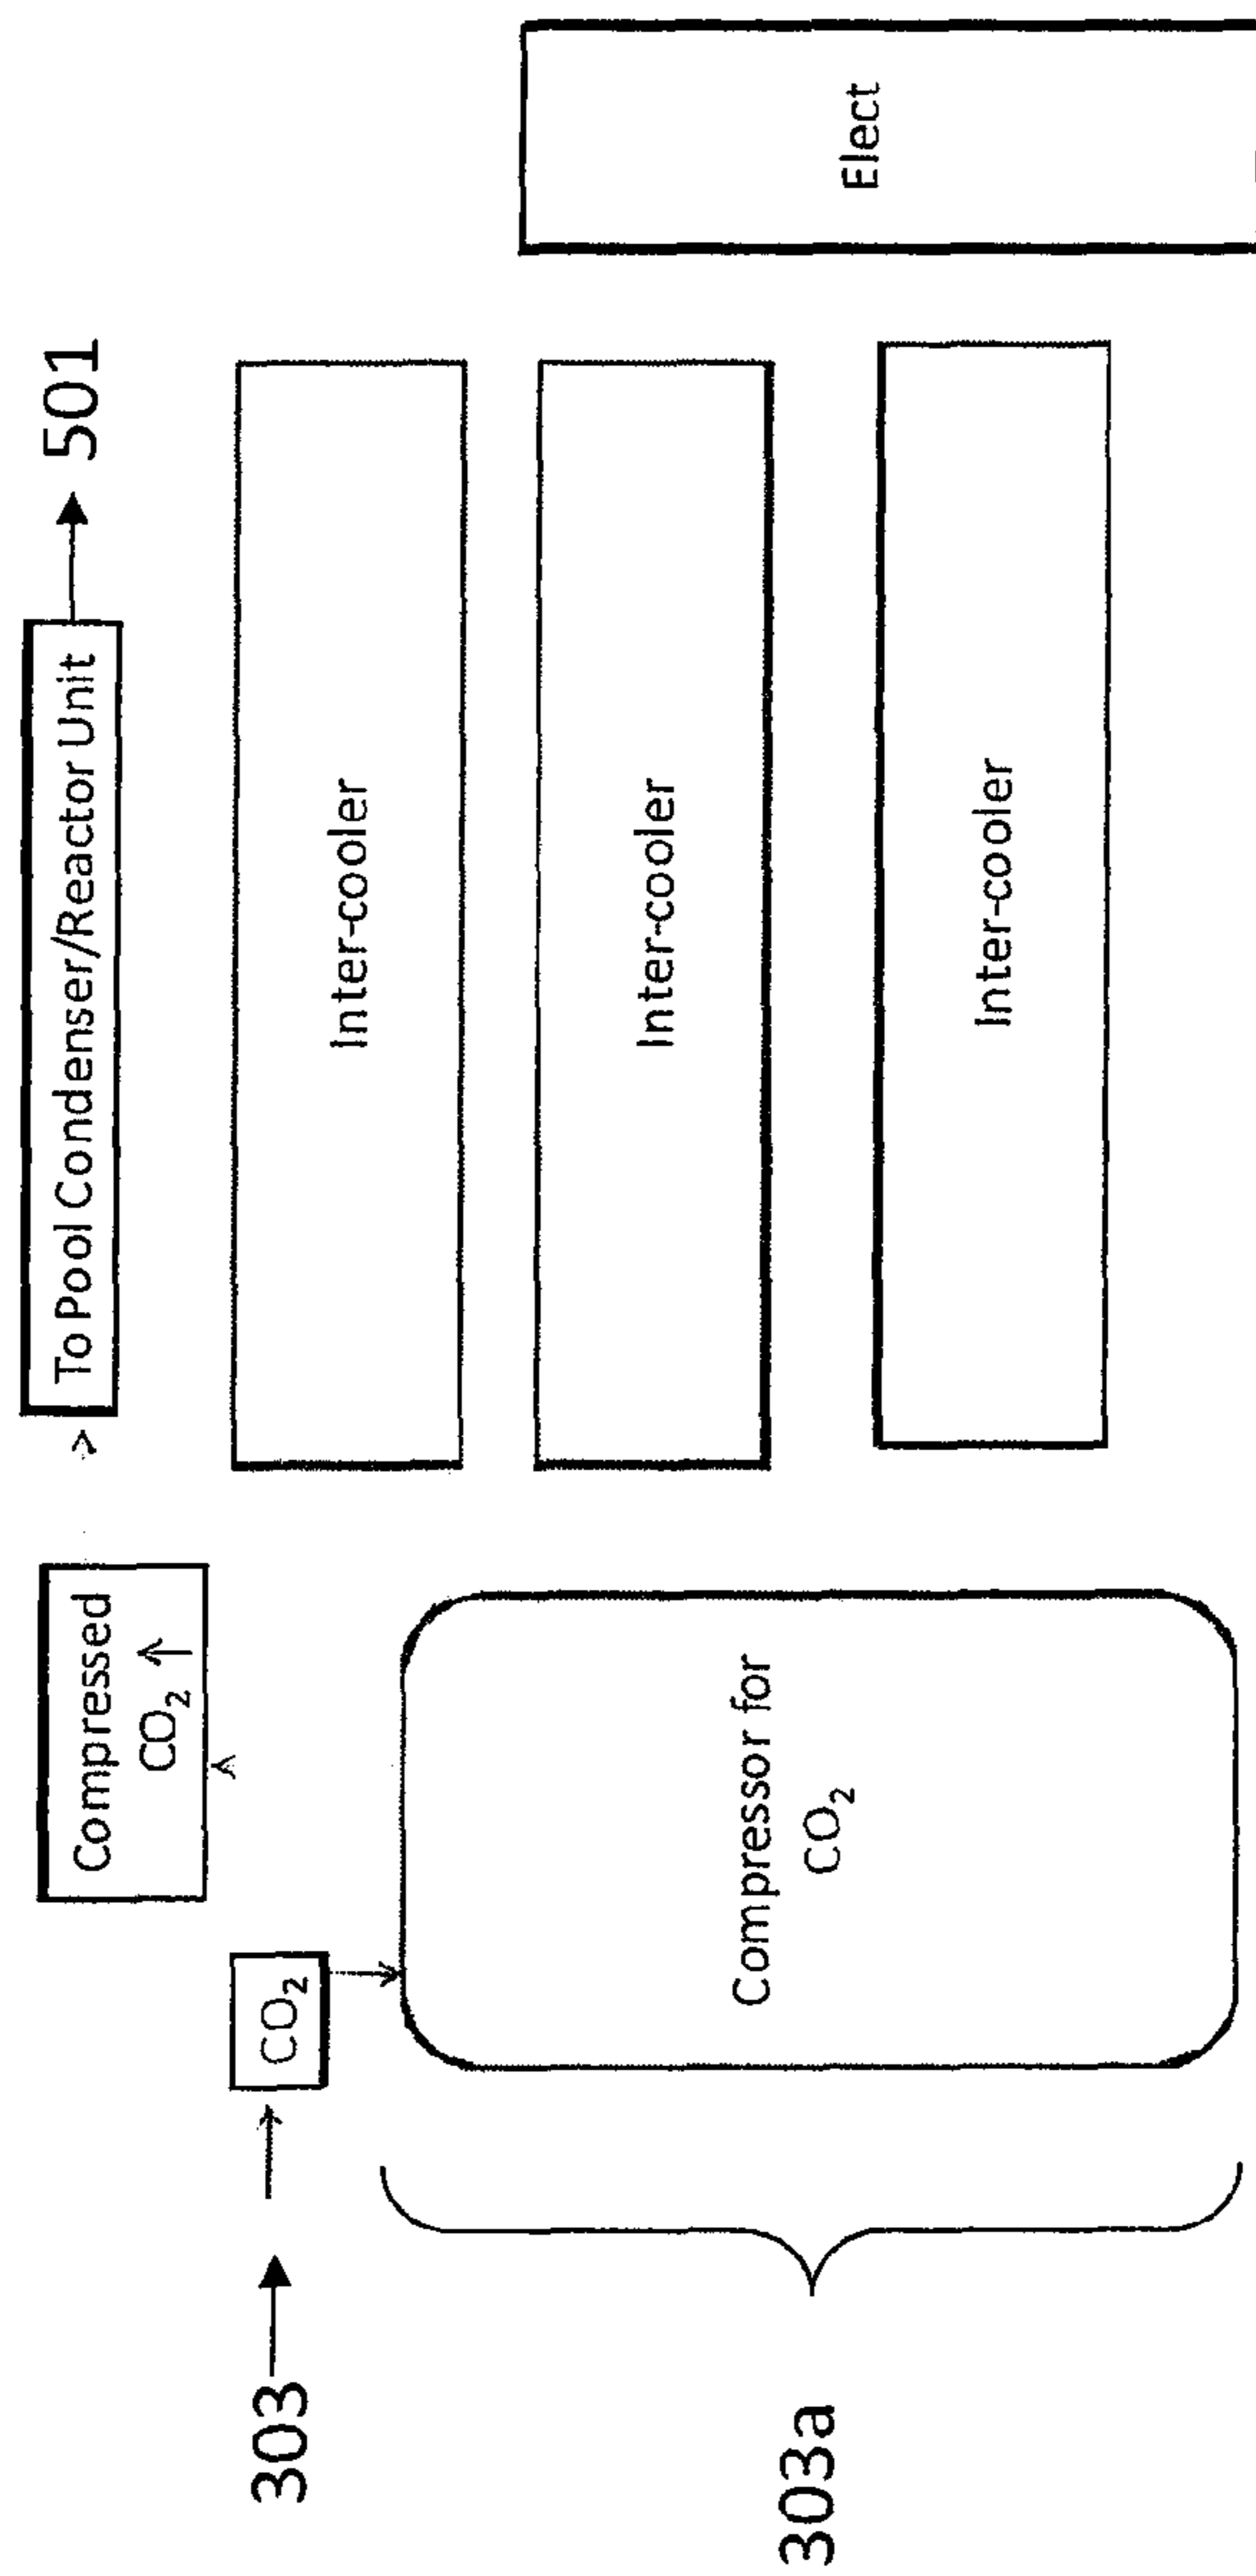 To Pool Condenser/Reactor Unit
501
Compressed
CO₂ ↑
303
CO₂
Inter-cooler
Inter-cooler
Inter-cooler
Compressor for
CO₂
303a
Elect